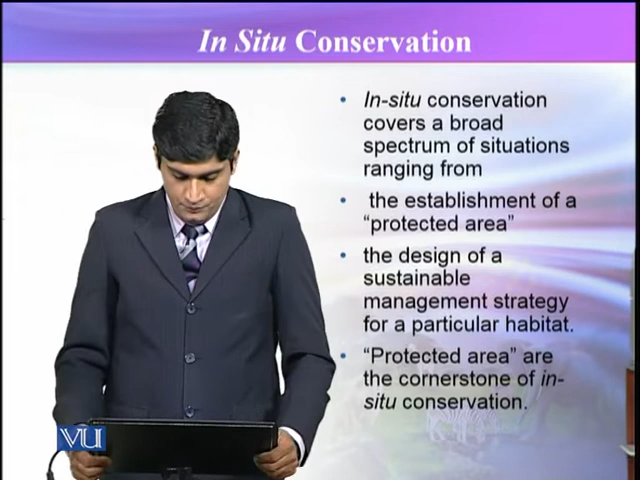 In Situ Conservation
• In-situ conservation
covers a broad
spectrum of situations
ranging from
• the establishment of a
“protected area”
• the design of a
sustainable
management strategy
for a particular habitat.
• “Protected area” are
the cornerstone of in-
situ conservation.
VU